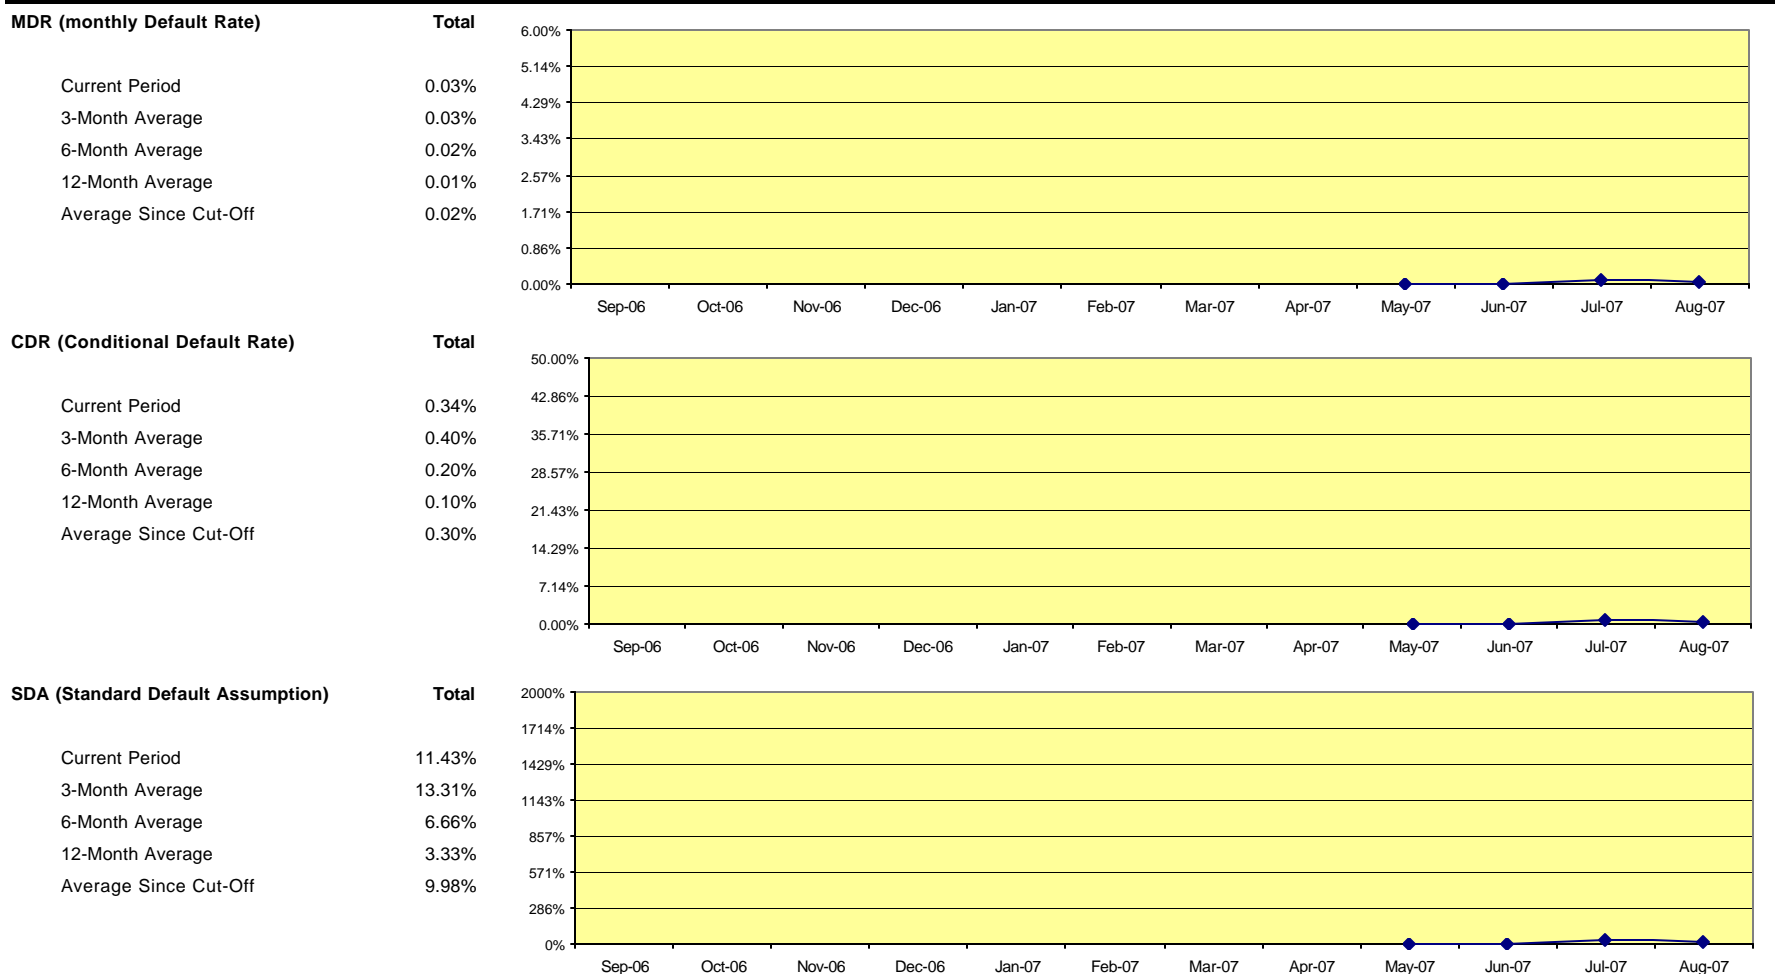 MDR (monthly Default Rate) Total
Current Period 0.03%
3-Month Average 0.03%
6-Month Average 0.02%
12-Month Average 0.01%
Average Since Cut-Off 0.02%
6.00%
5.14%
4.29%
3.43%
2.57%
1.71%
0.86%
0.00%
Sep-06 Oct-06 Nov-06 Dec-06 Jan-07 Feb-07 Mar-07 Apr-07 May-07 Jun-07 Jul-07 Aug-07
CDR (Conditional Default Rate) Total
Current Period 0.34%
3-Month Average 0.40%
6-Month Average 0.20%
12-Month Average 0.10%
Average Since Cut-Off 0.30%
50.00%
42.86%
35.71%
28.57%
21.43%
14.29%
7.14%
0.00%
Sep-06 Oct-06 Nov-06 Dec-06 Jan-07 Feb-07 Mar-07 Apr-07 May-07 Jun-07 Jul-07 Aug-07
SDA (Standard Default Assumption) Total
Current Period 11.43%
3-Month Average 13.31%
6-Month Average 6.66%
12-Month Average 3.33%
Average Since Cut-Off 9.98%
2000%
1714%
1429%
1143%
857%
571%
286%
0%
Sep-06 Oct-06 Nov-06 Dec-06 Jan-07 Feb-07 Mar-07 Apr-07 May-07 Jun-07 Jul-07 Aug-07